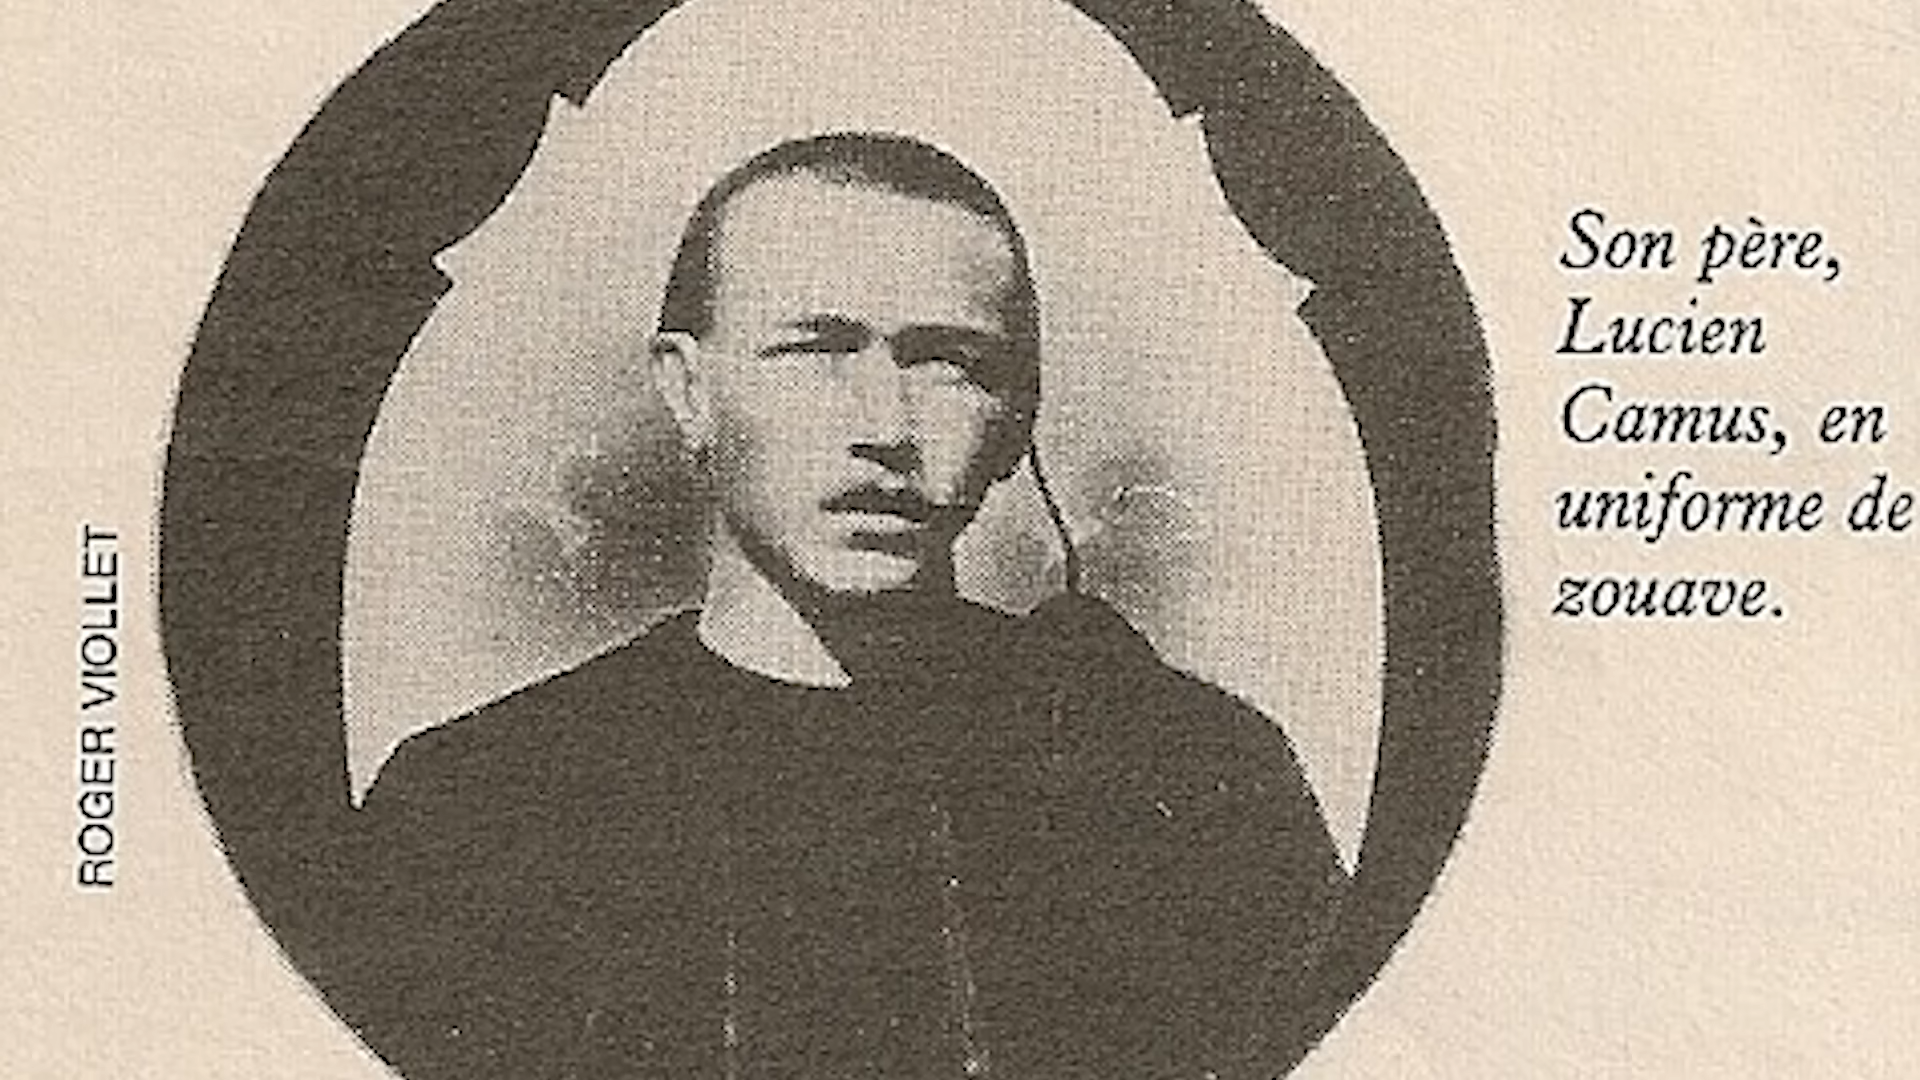 Son père,
Lucien
Camus, en
uniforme de
zouave.
ROGER VIOLLET